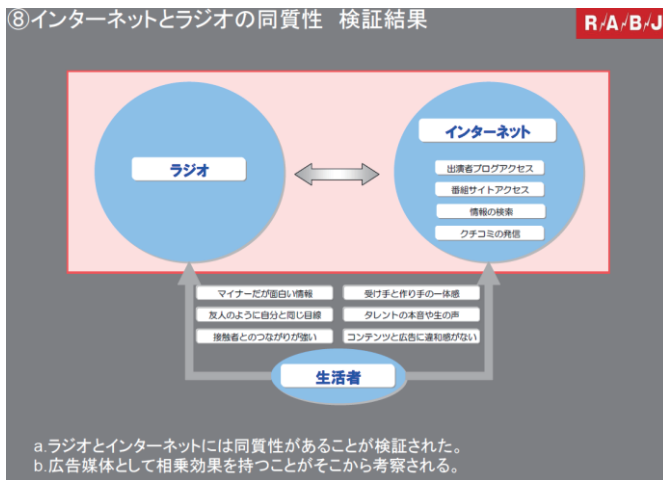 ⑧インターネットとラジオの同質性 検証結果
R/A/B/J
ラジオ
インターネット
出演者ブログアクセス
番組サイトアクセス
情報の検索
クチコミの発信
マイナーだが面白い情報
受け手と作り手の一体感
友人のように自分と同じ目線
タレントの本音や生の声
接触者とのつながりが強い
コンテンツと広告に違和感がない
生活者
a.ラジオとインターネットには同質性があることが検証された。
b.広告媒体として相乗効果を持つことがそこから考察される。